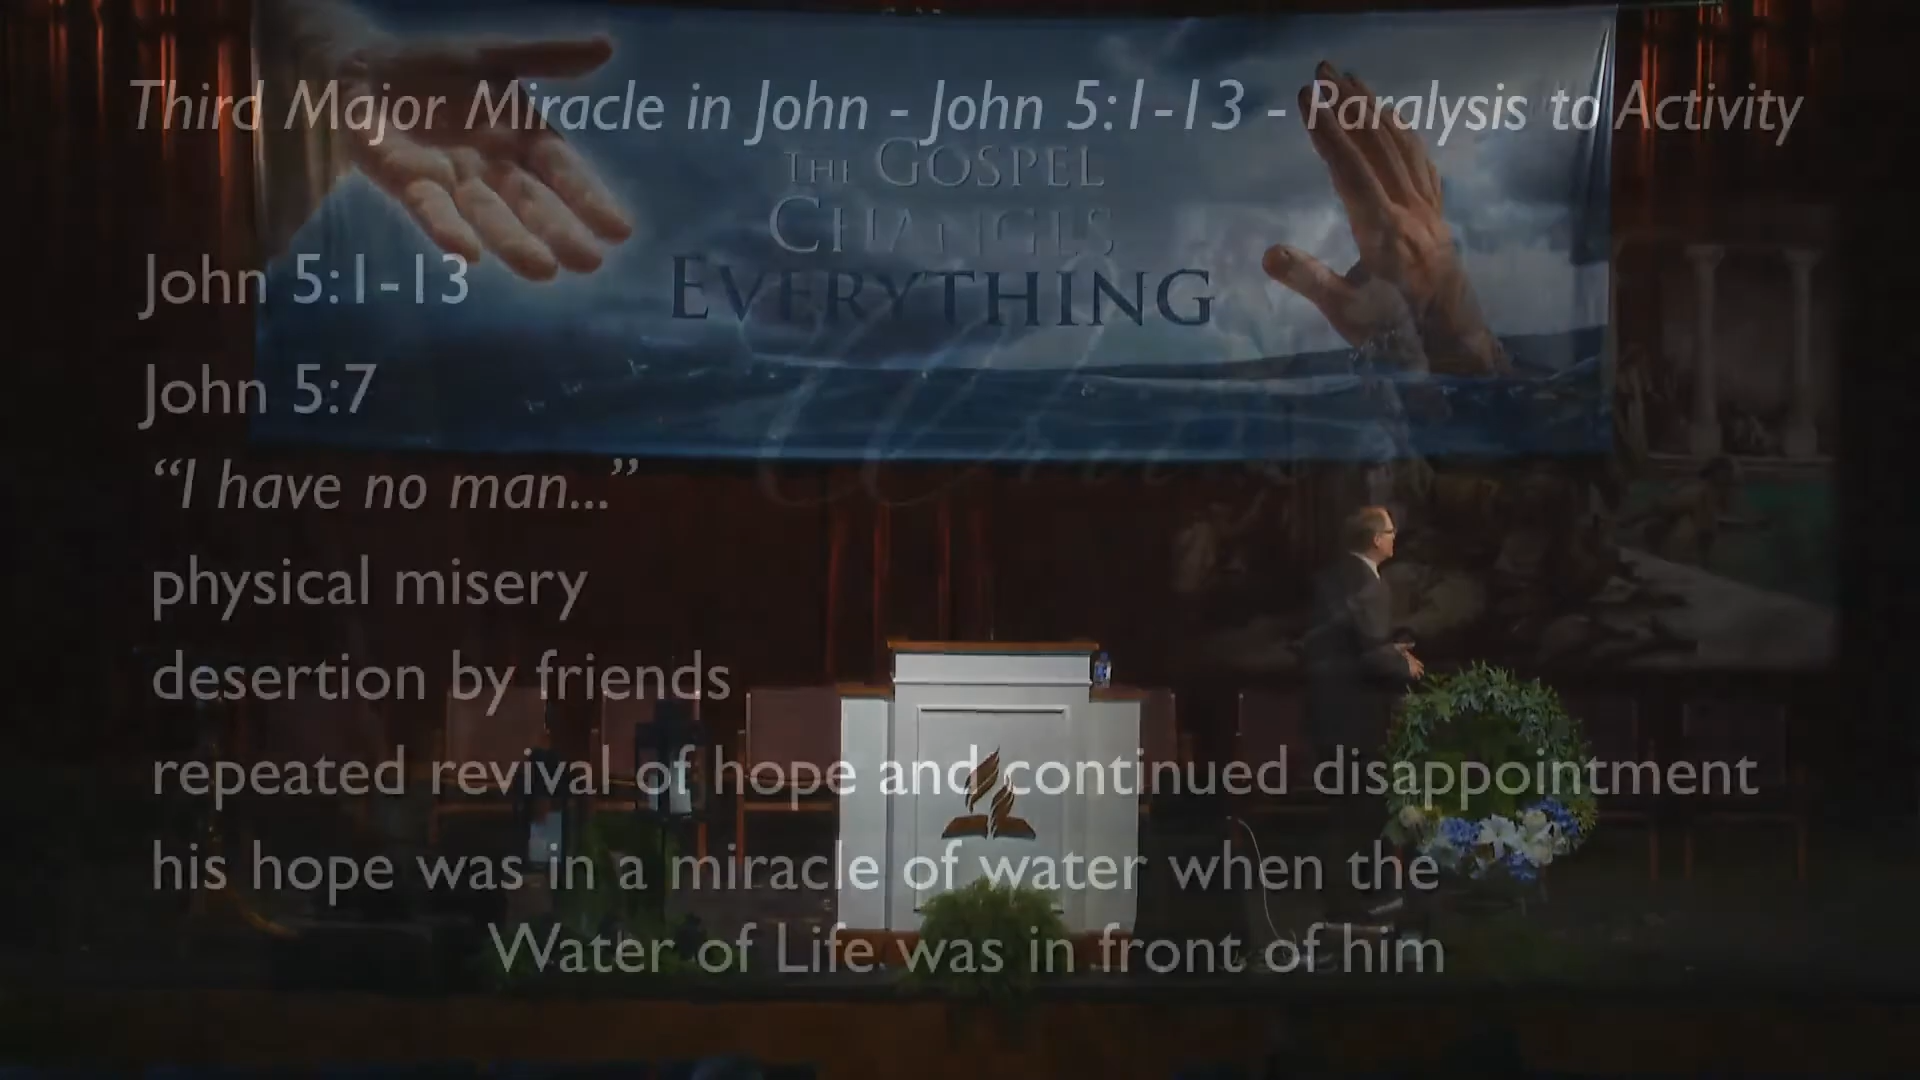 Third Major Miracle in John - John 5:1-13 - Paralysis to Activity
THE GOSPEL
CHANGES
EVERYTHING
John 5:1-13
John 5:7
“I have no man...”
physical misery
desertion by friends
repeated revival of hope and continued disappointment
his hope was in a miracle of water when the
Water of Life was in front of him